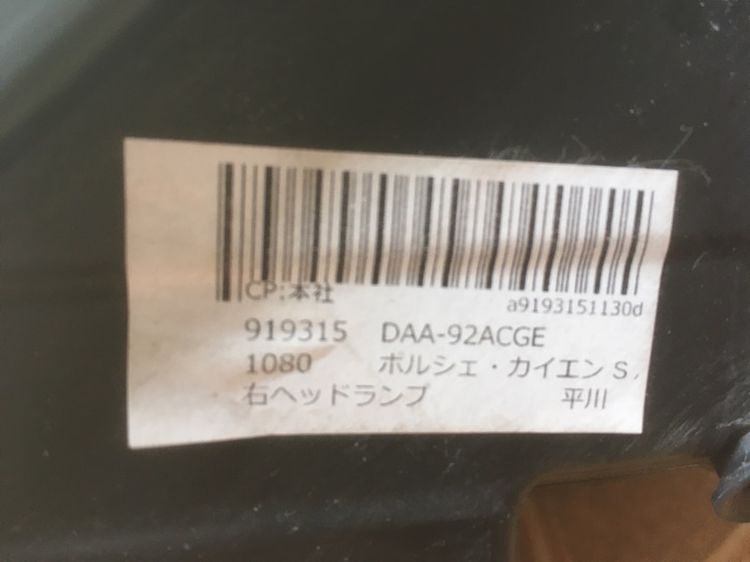 CP:本社
a9193151130d
919315 DAA-92ACGE
1080 ポルシェ・カイエンS,
右ヘッドランプ 平川